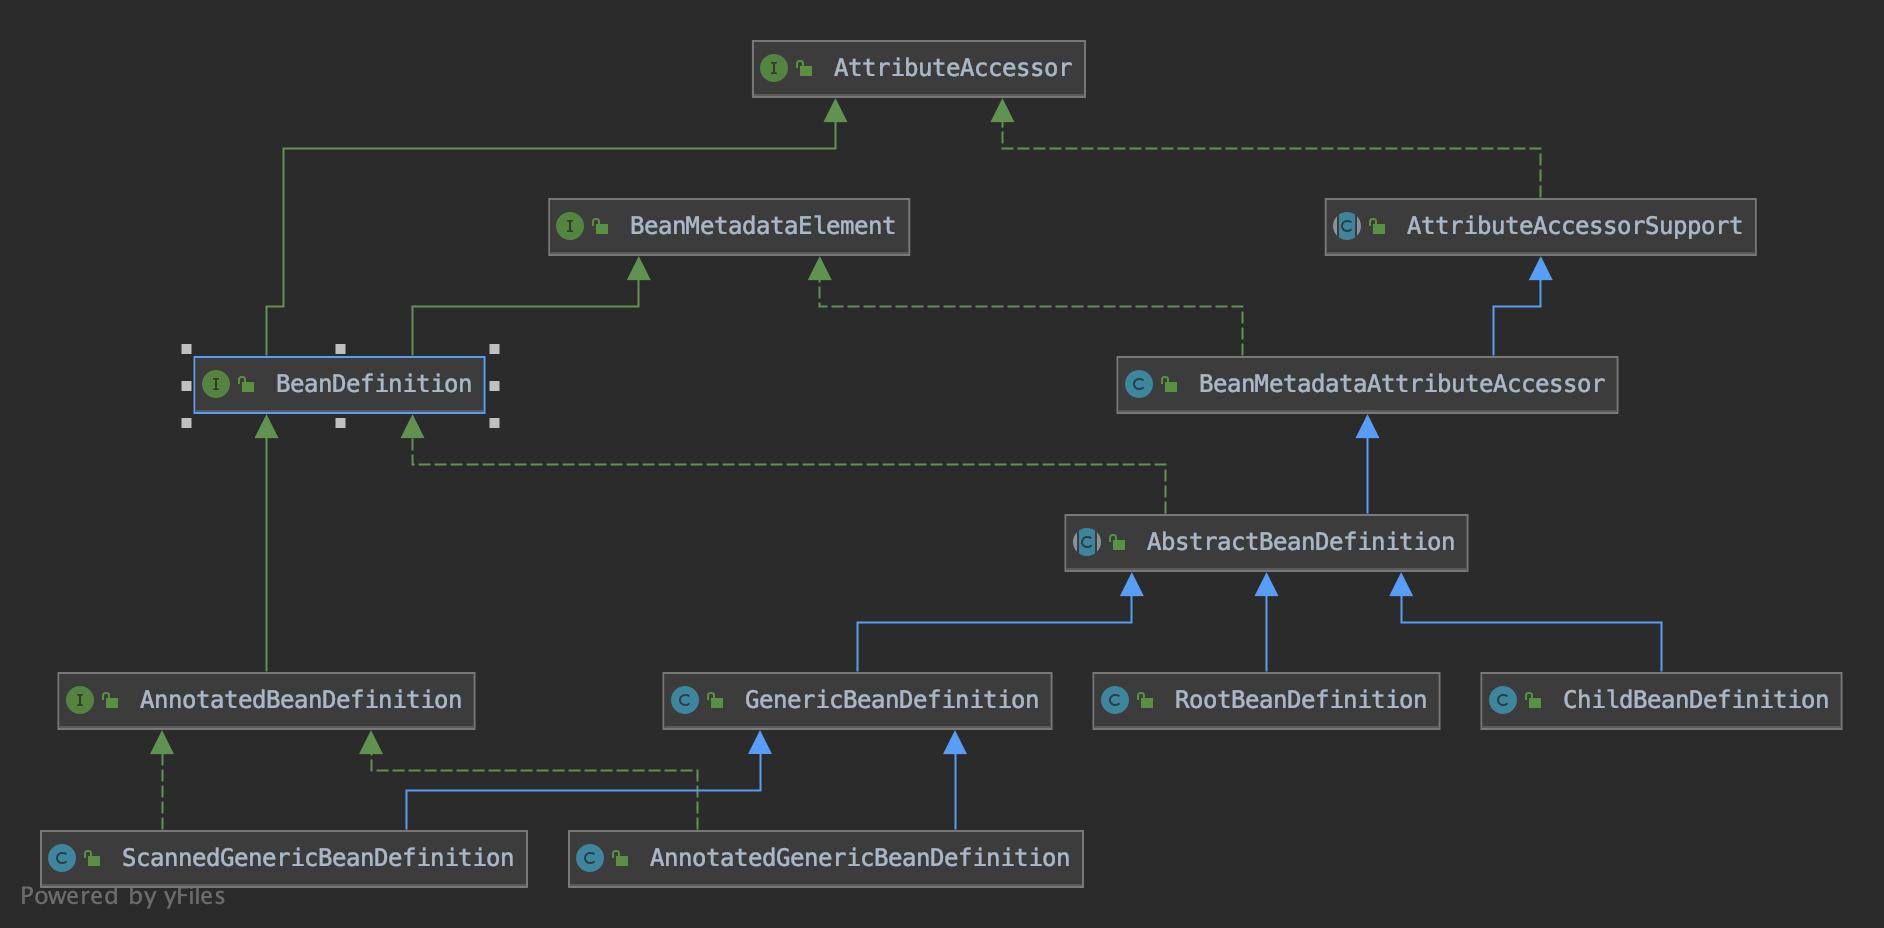 AttributeAccessor
BeanMetadataElement
AttributeAccessorSupport
BeanDefinition
BeanMetadataAttributeAccessor
AbstractBeanDefinition
AnnotatedBeanDefinition
GenericBeanDefinition
RootBeanDefinition
ChildBeanDefinition
ScannedGenericBeanDefinition
AnnotatedGenericBeanDefinition
Powered by yFiles